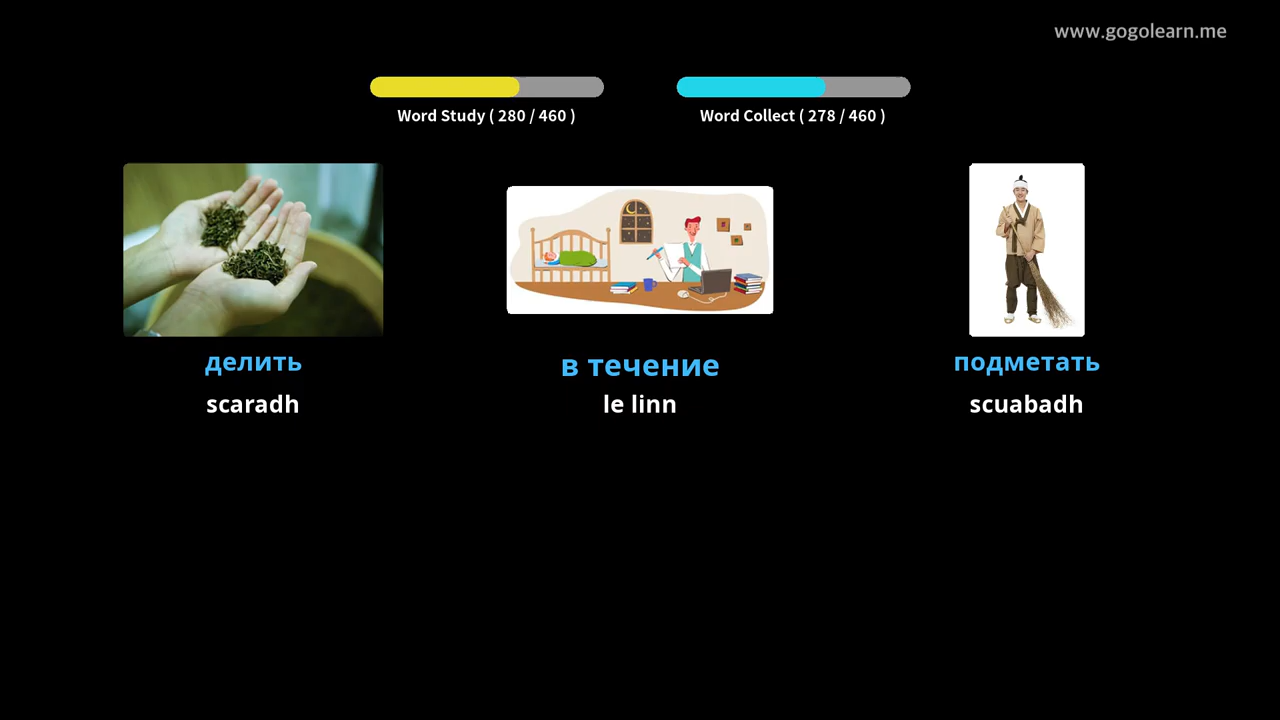 www.gogolearn.me
Word Study ( 280 / 460 )
Word Collect ( 278 / 460 )
делить
в течение
подметать
scaradh
le linn
scuabadh